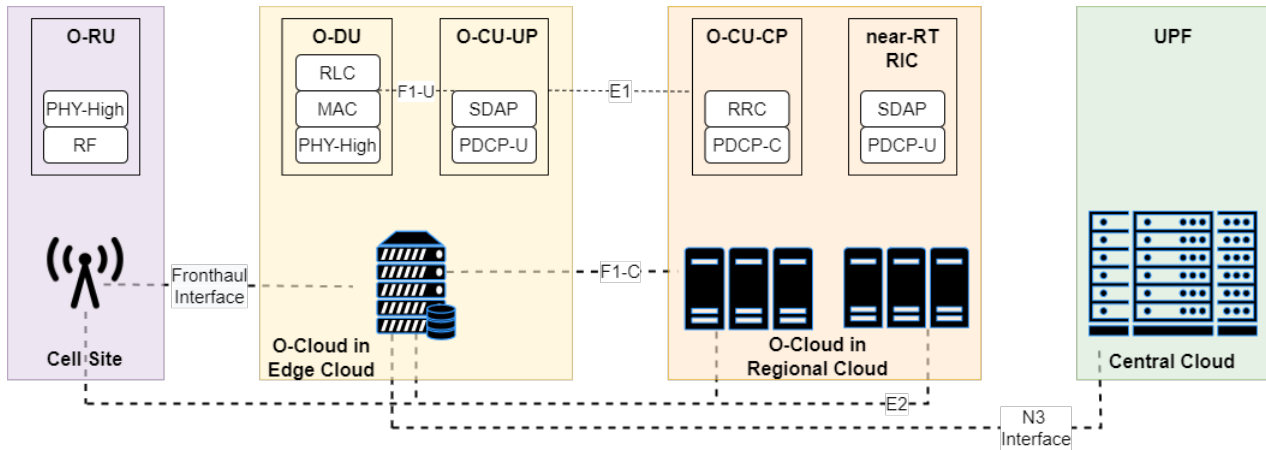 O-RU
PHY-High
RF
Cell Site
Fronthaul
Interface
O-DU
RLC
MAC
PHY-High
F1-U
O-CU-UP
SDAP
PDCP-U
O-Cloud in
Edge Cloud
E1
F1-C
O-CU-CP
RRC
PDCP-C
near-RT
RIC
SDAP
PDCP-U
O-Cloud in
Regional Cloud
E2
N3
Interface
UPF
Central Cloud